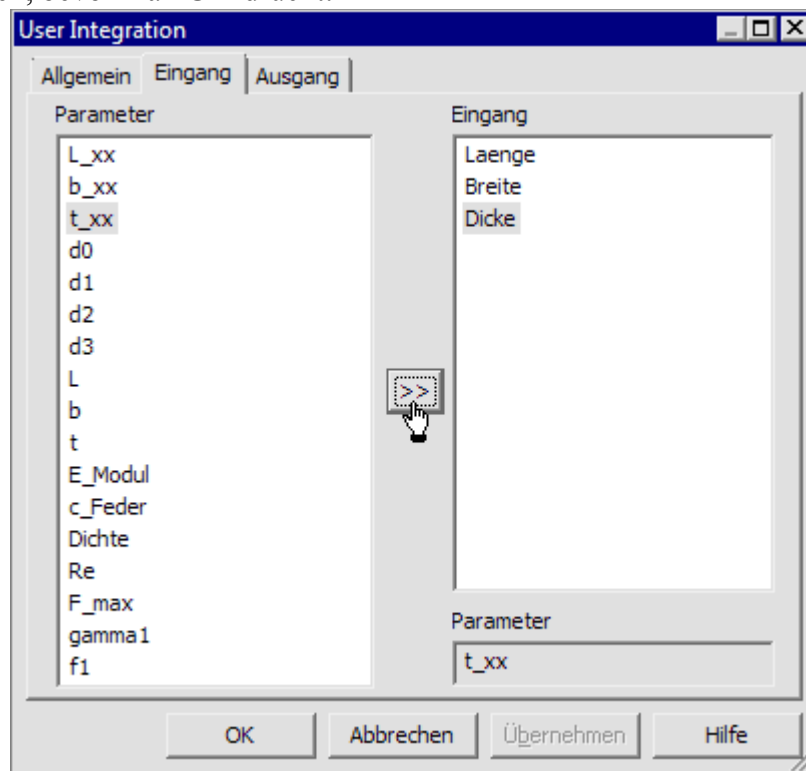 User Integration
Allgemein Eingang Ausgang
Parameter
L_xx
b_xx
t_xx
d0
d1
d2
d3
L
b
t
E_Modul
c_Feder
Dichte
Re
F_max
gamma1
f1
>>
Eingang
Laenge
Breite
Dicke
Parameter
t_xx
OK Abbrechen Übernehmen Hilfe